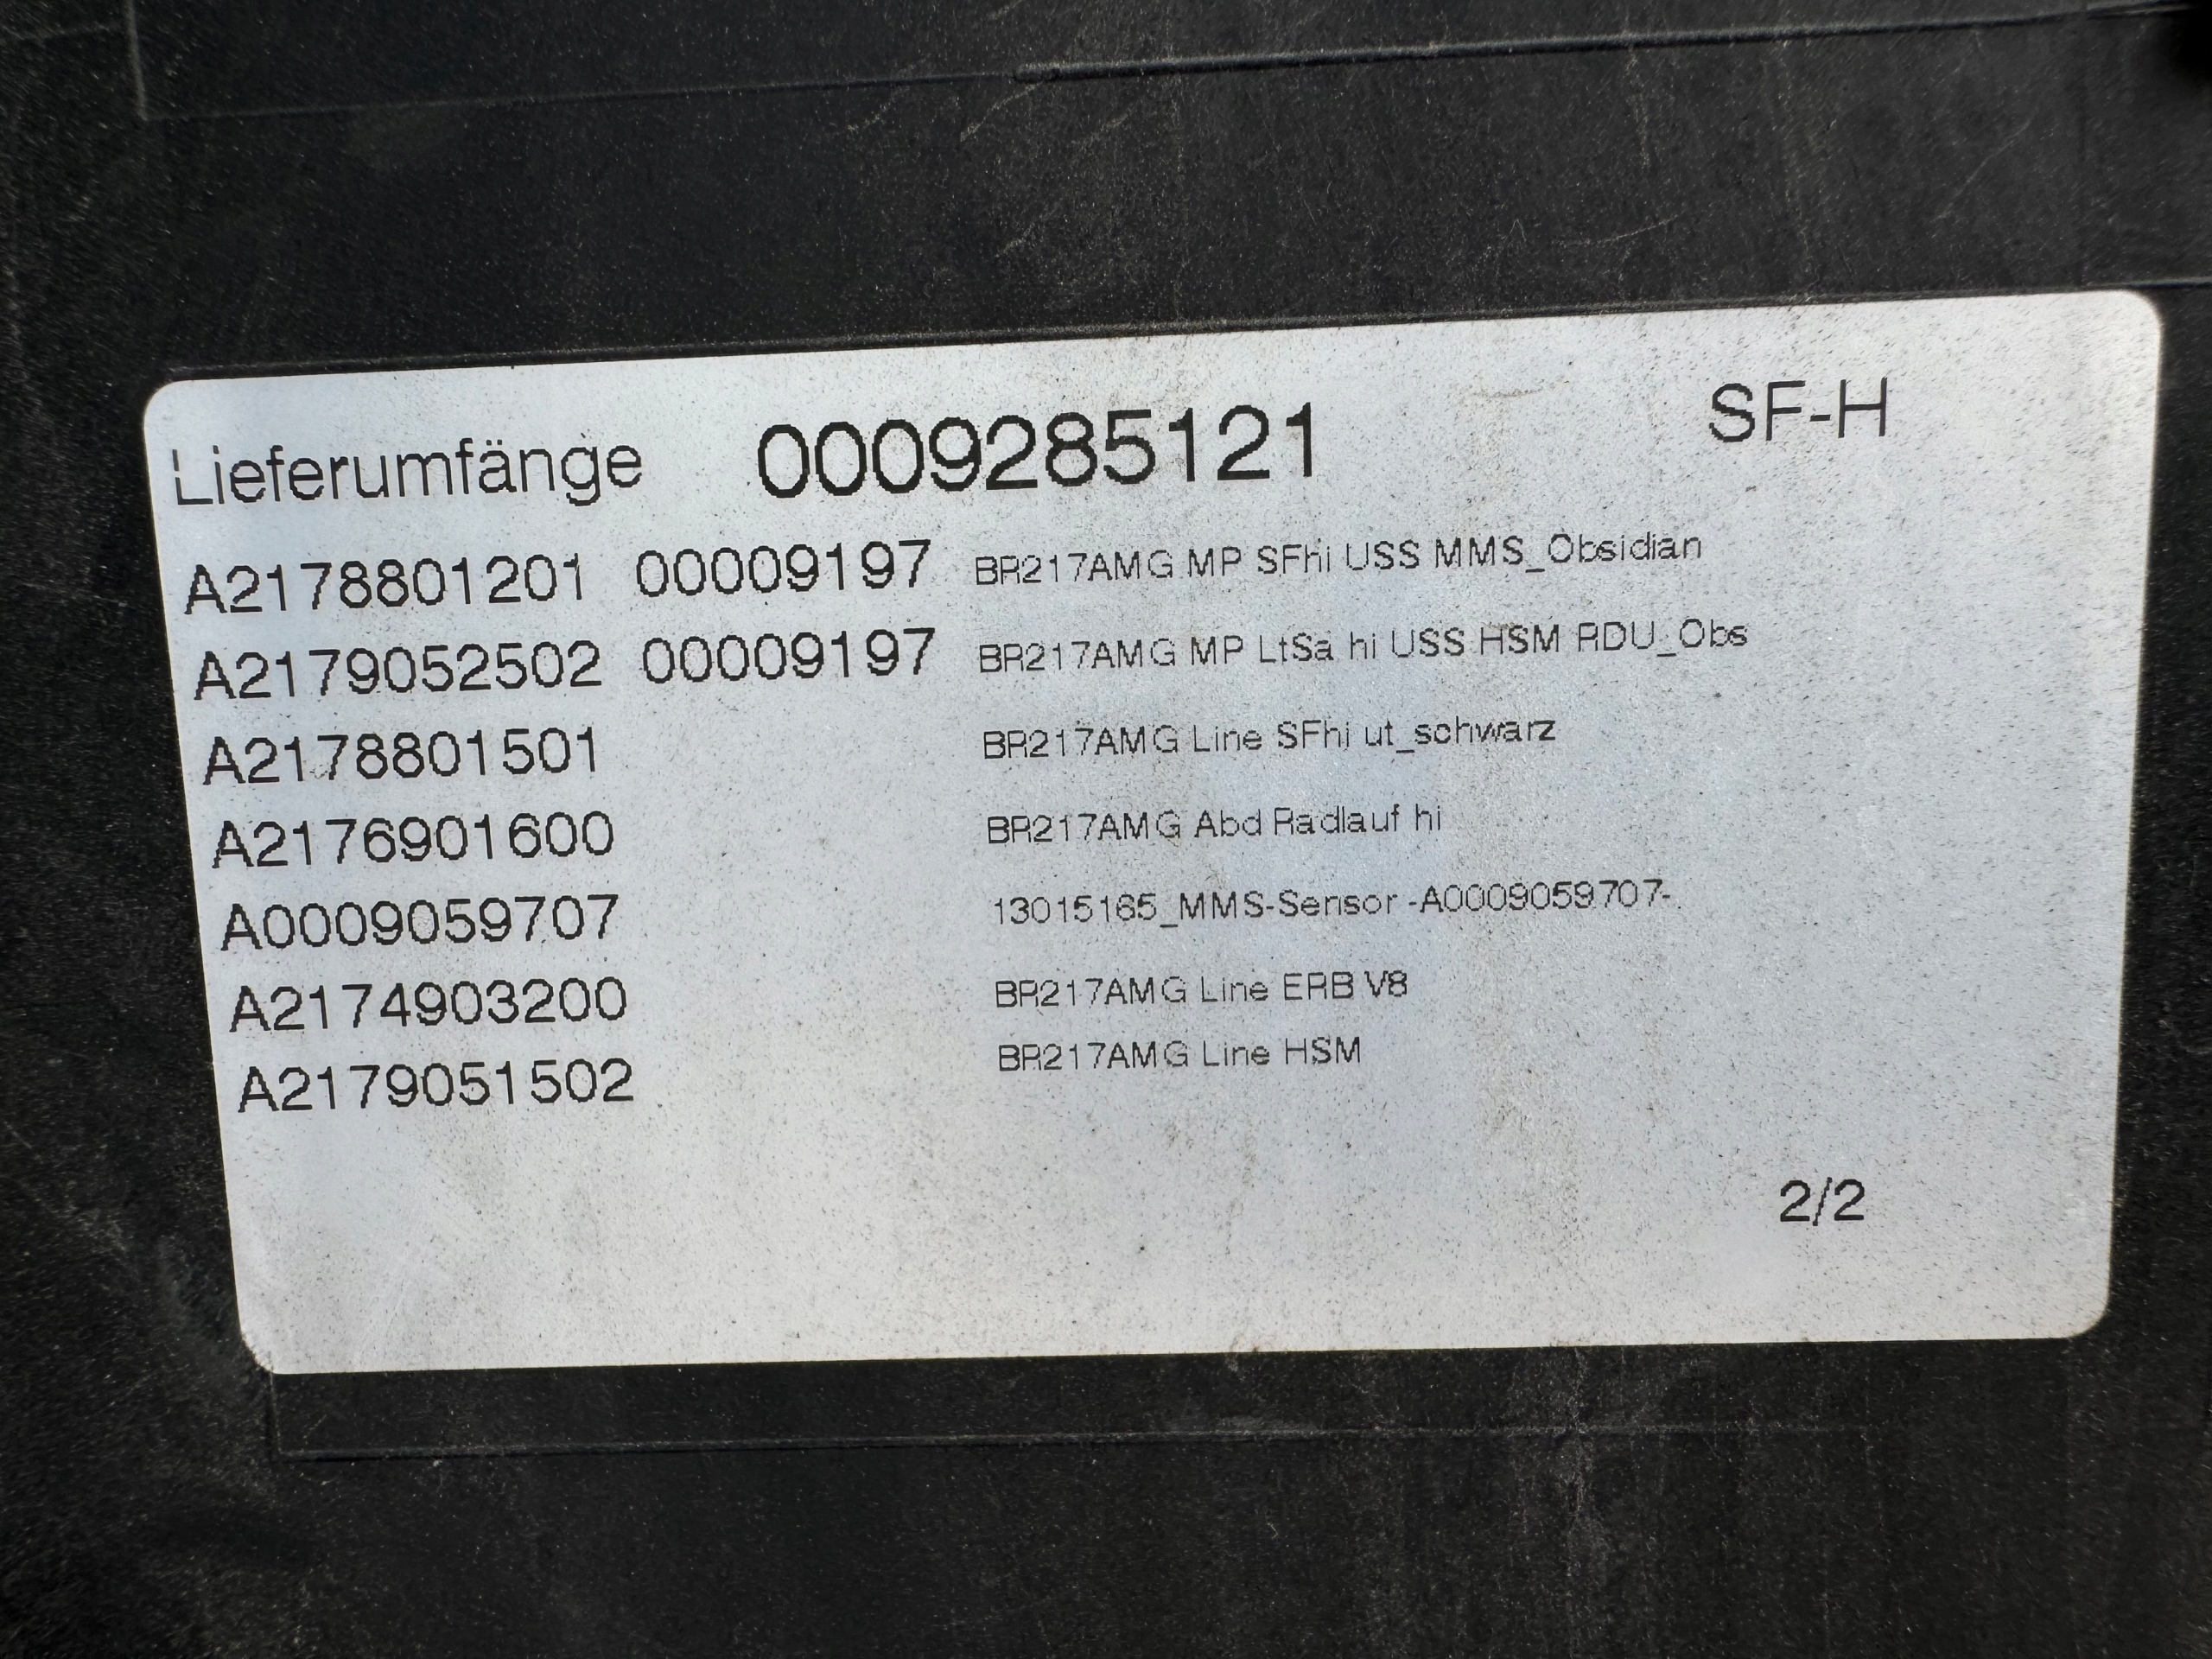 Lieferumfänge 0009285121 SF-H
A2178801201 00009197 BR217AMG MP SFhi USS MMS_Obsidian
A2179052502 00009197 BR217AMG MP LtSa hi USS HSM RDU_Obs
A2178801501 BR217AMG Line SFhi ut_schwarz
A2176901600 BR217AMG Abd Radlauf hi
A0009059707 13015165_MMS-Sensor -A0009059707-
A2174903200 BR217AMG Line ERB V8
A2179051502 BR217AMG Line HSM
2/2